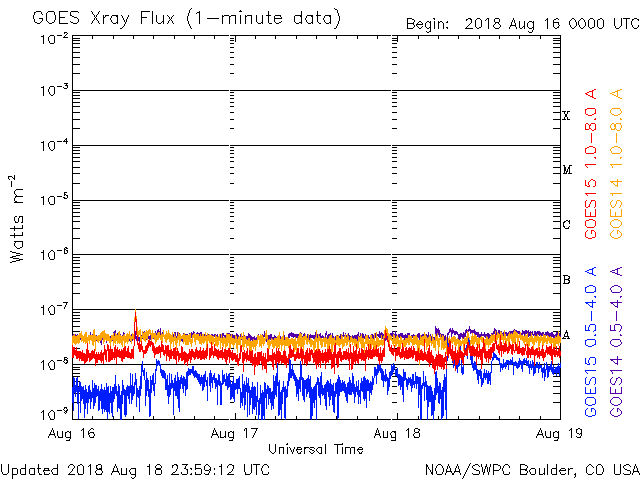 GOES Xray Flux (1-minute data)
Begin: 2018 Aug 16 0000 UTC
10-2
10-3
10-4
10-5
10-6
10-7
10-8
10-9
Watts m-2
X
M
C
B
A
GOES15 1.0-8.0 A
GOES14 1.0-8.0 A
GOES15 0.5-4.0 A
GOES14 0.5-4.0 A
Aug 16
Aug 17
Aug 18
Aug 19
Universal Time
Updated 2018 Aug 18 23:59:12 UTC
NOAA/SWPC Boulder, CO USA